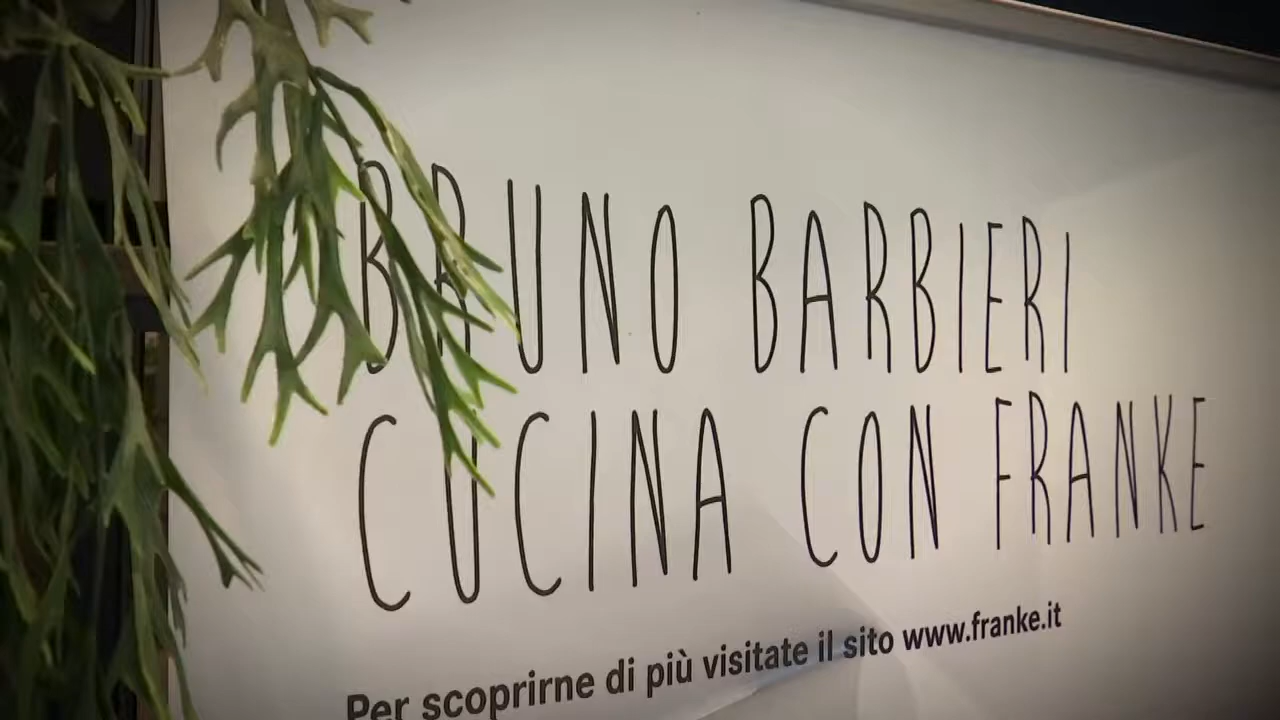 BRUNO BARBIERI
CUCINA CON FRANKE
Per scoprirne di più visitate il sito www.franke.it